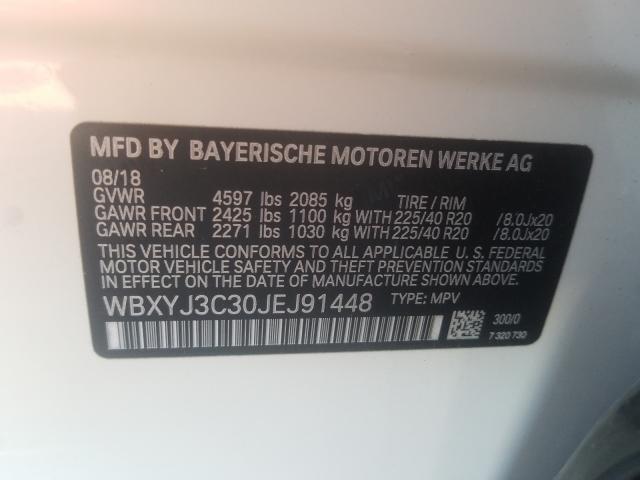 MFD BY BAYERISCHE MOTOREN WERKE AG
08/18
GVWR 4597 lbs 2085 kg TIRE / RIM
GAWR FRONT 2425 lbs 1100 kg WITH 225/40 R20 /8.0Jx20
GAWR REAR 2271 lbs 1030 kg WITH 225/40 R20 /8.0Jx20
THIS VEHICLE CONFORMS TO ALL APPLICABLE U. S. FEDERAL
MOTOR VEHICLE SAFETY AND THEFT PREVENTION STANDARDS
IN EFFECT ON THE DATE OF MANUFACTURE SHOWN ABOVE.
WBXYJ3C30JEJ91448 TYPE: MPV
300/0
7 320 730